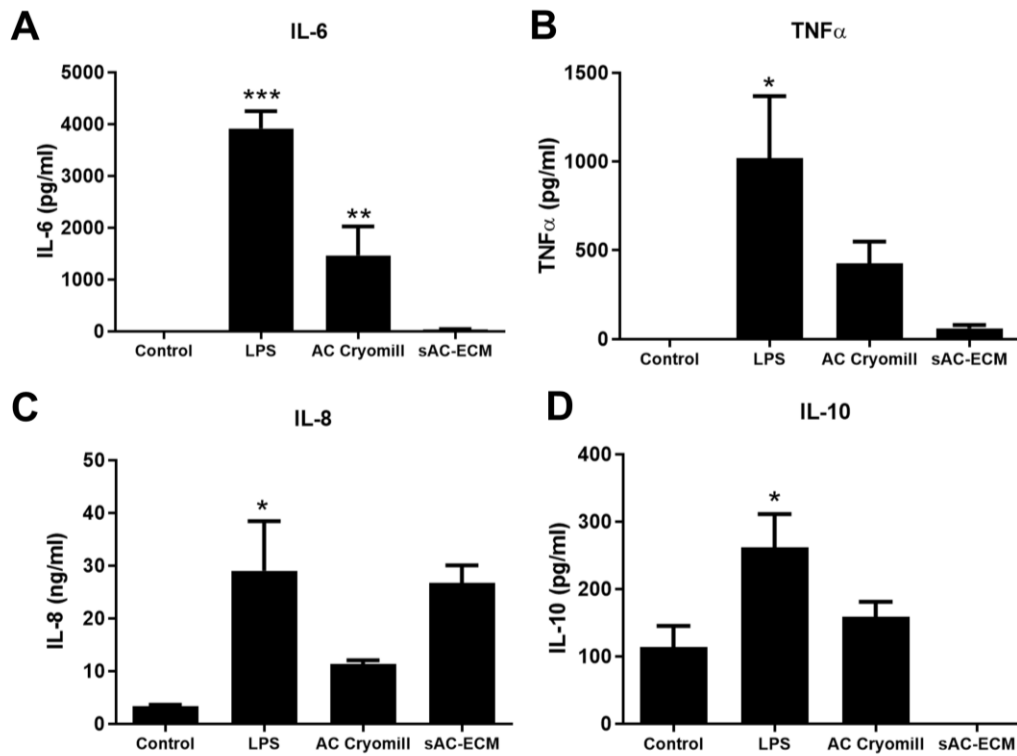 A
IL-6
IL-6 (pg/ml)
5000
4000
3000
2000
1000
0
***
**
Control LPS AC Cryomill sAC-ECM
B
TNFα
TNFα (pg/ml)
1500
1000
500
0
*
Control LPS AC Cryomill sAC-ECM
C
IL-8
IL-8 (ng/ml)
50
40
30
20
10
0
*
Control LPS AC Cryomill sAC-ECM
D
IL-10
IL-10 (pg/ml)
400
300
200
100
0
*
Control LPS AC Cryomill sAC-ECM